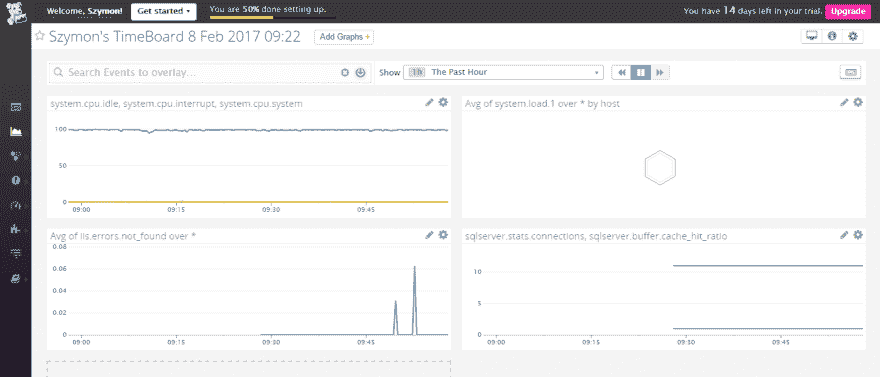 Welcome, Szymon!
Get started
You are 50% done setting up.
You have 14 days left in your trial.
Upgrade
Szymon's TimeBoard 8 Feb 2017 09:22
Add Graphs +
Search Events to overlay...
Show
1h
The Past Hour
system.cpu.idle, system.cpu.interrupt, system.cpu.system
100
50
0
09:00
09:15
09:30
09:45
Avg of system.load.1 over * by host
Avg of iis.errors.not_found over *
0.08
0.06
0.04
0.02
0
09:00
09:15
09:30
09:45
sqlserver.stats.connections, sqlserver.buffer.cache_hit_ratio
10
5
0
09:00
09:15
09:30
09:45